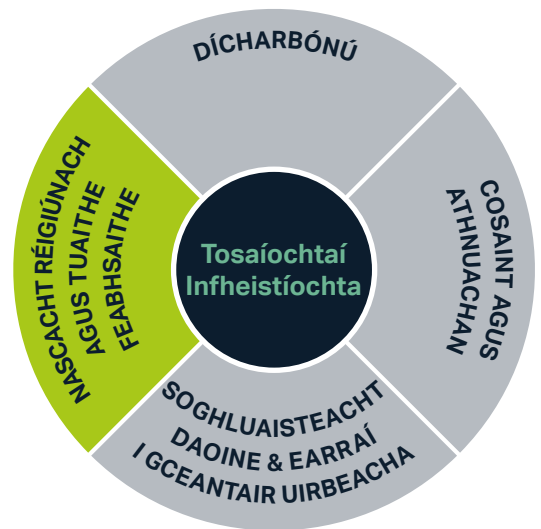 DÍCHARBÓNÚ
COSAINT AGUS
ATHNUACHAN
SOGHLUAISTEACHT
DAOINE & EARRAÍ
I GCEANTAIR UIRBEACHA
NASCACHT RÉIGIÚNACH
AGUS TUAITHE
FEABHSAITHE
Tosaíochtaí
Infheistíochta